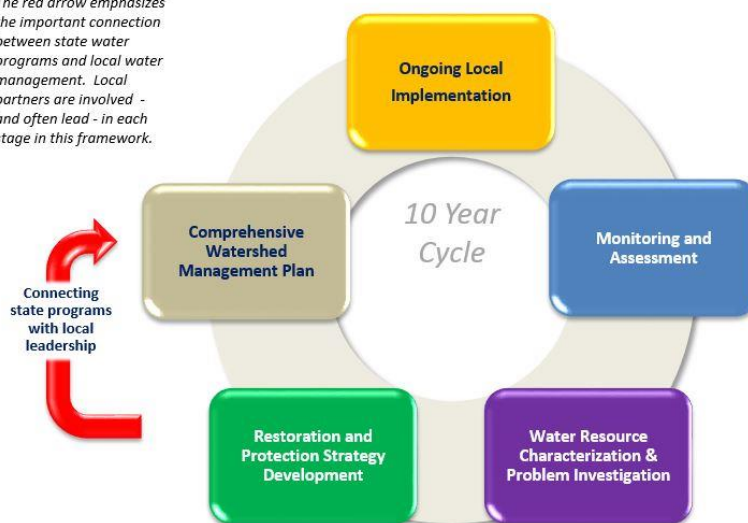 The red arrow emphasizes
the important connection
between state water
programs and local water
management. Local
partners are involved -
and often lead - in each
stage in this framework.
Ongoing Local
Implementation
10 Year
Cycle
Comprehensive
Watershed
Management Plan
Monitoring and
Assessment
Connecting
state programs
with local
leadership
Restoration and
Protection Strategy
Development
Water Resource
Characterization &
Problem Investigation